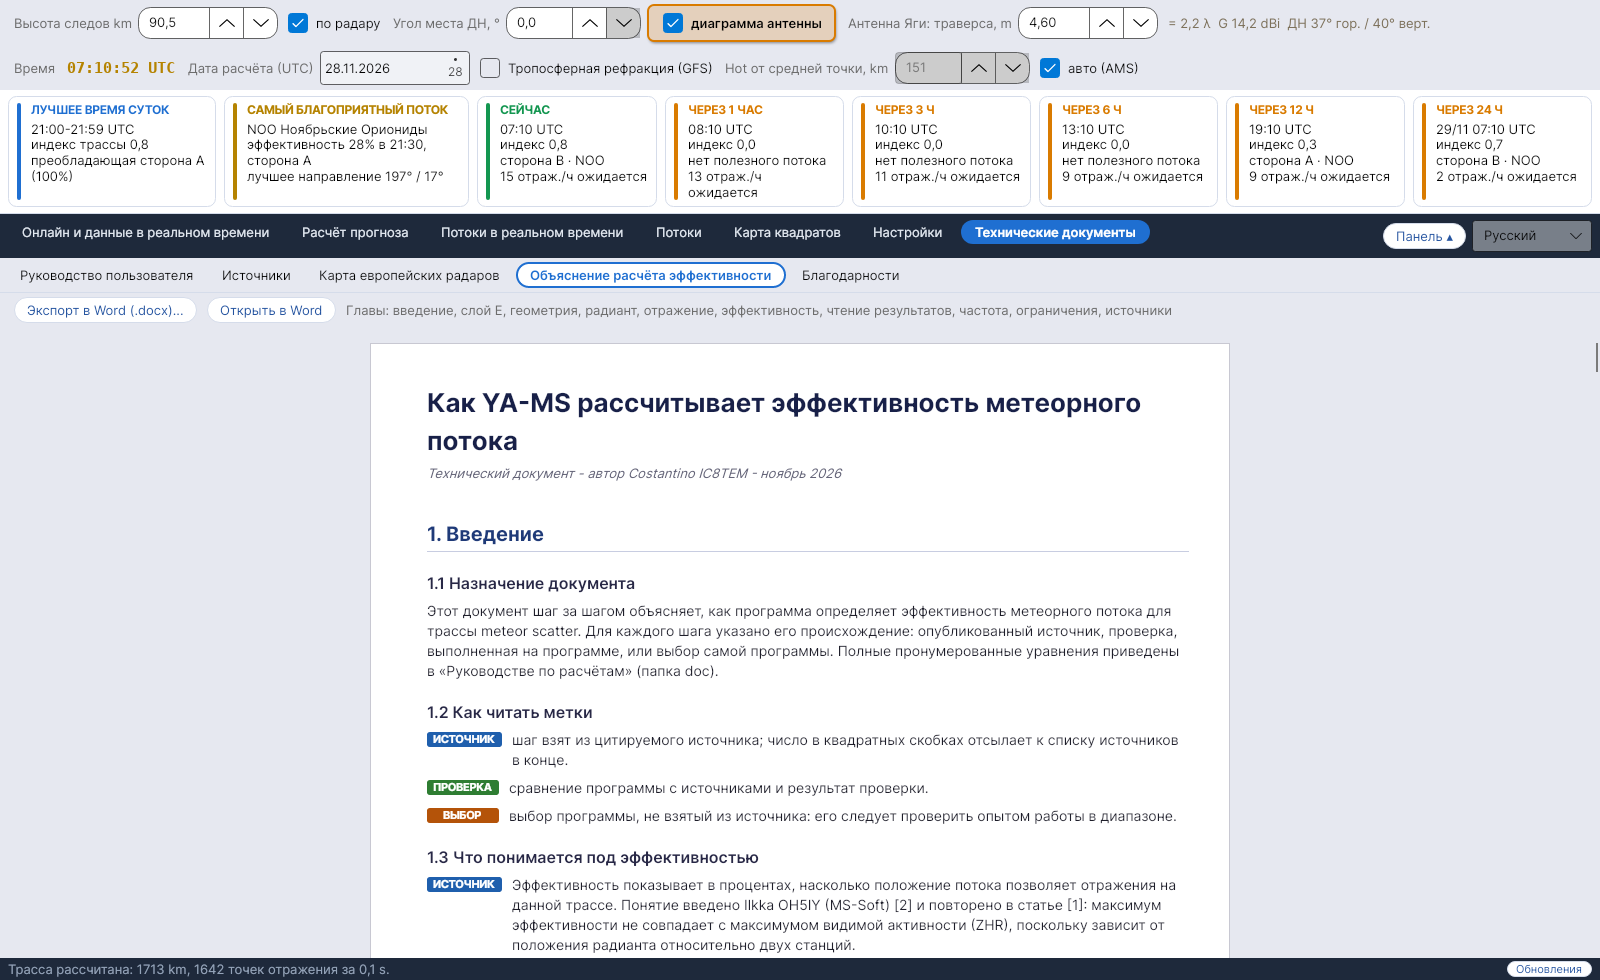 Высота следов km 90,5 по радару Угол места ДН, ° 0,0 диаграмма антенны Антенна Яги: траверса, m 4,60 = 2,2 λ G 14,2 dBi ДН 37° гор. / 40° верт.
Время 07:10:52 UTC Дата расчёта (UTC) 28.11.2026 28 Тропосферная рефракция (GFS) Hot от средней точки, km 151 авто (AMS)
ЛУЧШЕЕ ВРЕМЯ СУТОК
21:00-21:59 UTC
индекс трассы 0,8
преобладающая сторона A
(100%)
САМЫЙ БЛАГОПРИЯТНЫЙ ПОТОК
NOO Ноябрьские Ориониды
эффективность 28% в 21:30,
сторона A
лучшее направление 197° / 17°
СЕЙЧАС
07:10 UTC
индекс 0,8
сторона B · NOO
15 отраж./ч ожидается
ЧЕРЕЗ 1 ЧАС
08:10 UTC
индекс 0,0
нет полезного потока
13 отраж./ч
ожидается
ЧЕРЕЗ 3 Ч
10:10 UTC
индекс 0,0
нет полезного потока
11 отраж./ч ожидается
ЧЕРЕЗ 6 Ч
13:10 UTC
индекс 0,0
нет полезного потока
9 отраж./ч ожидается
ЧЕРЕЗ 12 Ч
19:10 UTC
индекс 0,3
сторона A · NOO
9 отраж./ч ожидается
ЧЕРЕЗ 24 Ч
29/11 07:10 UTC
индекс 0,7
сторона B · NOO
2 отраж./ч ожидается
Онлайн и данные в реальном времени Расчёт прогноза Потоки в реальном времени Потоки Карта квадратов Настройки Технические документы Панель ▴ Русский
Руководство пользователя Источники Карта европейских радаров Объяснение расчёта эффективности Благодарности
Экспорт в Word (.docx)... Открыть в Word Главы: введение, слой E, геометрия, радиант, отражение, эффективность, чтение результатов, частота, ограничения, источники
Как YA-MS рассчитывает эффективность метеорного
потока
Технический документ - автор Costantino IC8TEM - ноябрь 2026
1. Введение
1.1 Назначение документа
Этот документ шаг за шагом объясняет, как программа определяет эффективность метеорного потока для
трассы meteor scatter. Для каждого шага указано его происхождение: опубликованный источник, проверка,
выполненная на программе, или выбор самой программы. Полные пронумерованные уравнения приведены
в «Руководстве по расчётам» (папка doc).
1.2 Как читать метки
ИСТОЧНИК шаг взят из цитируемого источника; число в квадратных скобках отсылает к списку источников
в конце.
ПРОВЕРКА сравнение программы с источниками и результат проверки.
ВЫБОР выбор программы, не взятый из источника: его следует проверить опытом работы в диапазоне.
1.3 Что понимается под эффективностью
ИСТОЧНИК Эффективность показывает в процентах, насколько положение потока позволяет отражения на
данной трассе. Понятие введено Ilkka OH5IY (MS-Soft) [2] и повторено в статье [1]: максимум
эффективности не совпадает с максимумом видимой активности (ZHR), поскольку зависит от
положения радианта относительно двух станций.
Трасса рассчитана: 1713 km, 1642 точек отражения за 0,1 s. Обновления